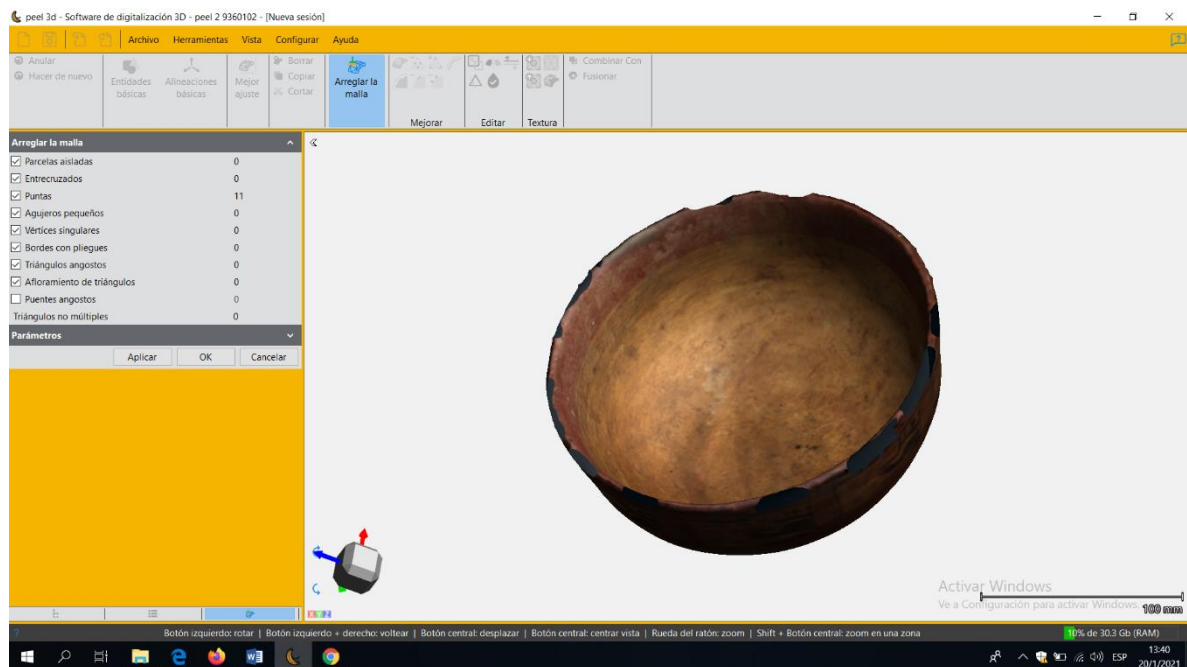 peel 3d - Software de digitalización 3D - peel 2 9360102 - [Nueva sesión]
Archivo Herramientas Vista Configurar Ayuda
Anular
Hacer de nuevo
Entidades básicas
Alineaciones básicas
Mejor ajuste
Borrar
Copiar
Cortar
Arreglar la malla
Mejorar
Editar
Textura
Combinar Con
Fusionar
Arreglar la malla
Parcelas aisladas 0
Entrecruzados 0
Puntas 11
Agujeros pequeños 0
Vértices singulares 0
Bordes con pliegues 0
Triángulos angostos 0
Afloramiento de triángulos 0
Puentes angostos 0
Triángulos no múltiples 0
Parámetros
Aplicar OK Cancelar
X Y Z
Activar Windows
Ve a Configuración para activar Windows.
100 mm
Botón izquierdo: rotar | Botón izquierdo + derecho: voltear | Botón central: desplazar | Botón central: centrar vista | Rueda del ratón: zoom | Shift + Botón central: zoom en una zona
10% de 30.3 Gb (RAM)
ESP
13:40
20/1/2021